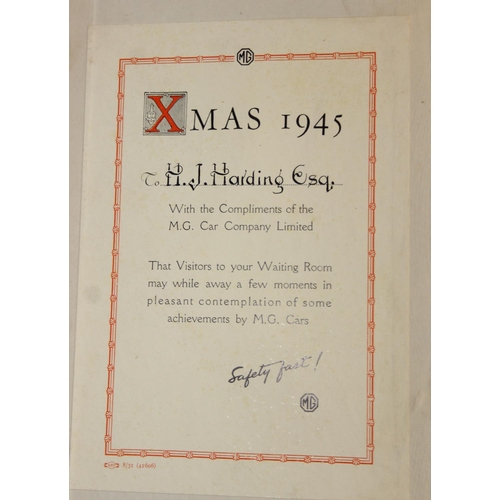 MG
XMAS 1945
To H. J. Harding Esq.
With the Compliments of the
M.G. Car Company Limited
That Visitors to your Waiting Room
may while away a few moments in
pleasant contemplation of some
achievements by M.G. Cars
Safety fast!
MG